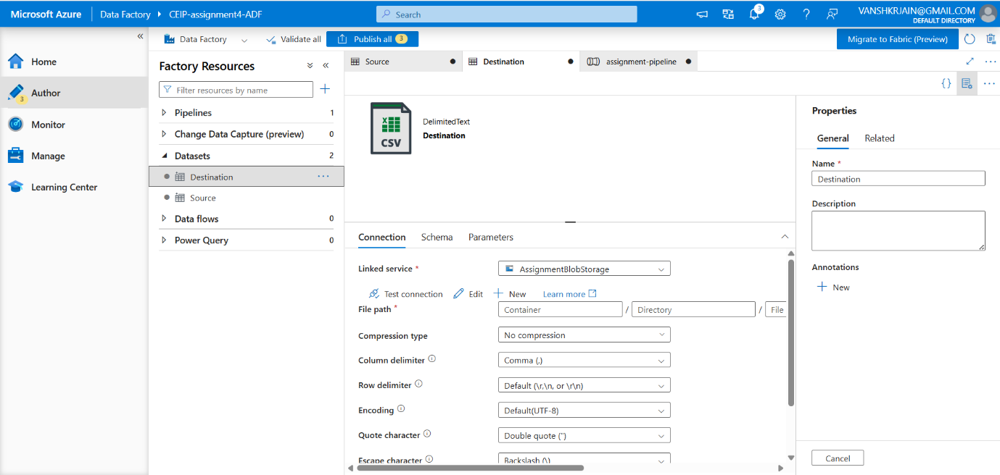 Microsoft Azure Data Factory CEIP-assignment4-ADF Search 3 VANSHKRJAIN@GMAIL.COM
DEFAULT DIRECTORY
Data Factory Validate all Publish all 3 Migrate to Fabric (Preview)
Home
Author
3
Monitor
Manage
Learning Center
Factory Resources
Filter resources by name
Pipelines 1
Change Data Capture (preview) 0
Datasets 2
Destination
Source
Data flows 0
Power Query 0
Source Destination assignment-pipeline
{}
CSV
DelimitedText
Destination
Connection Schema Parameters
Linked service * AssignmentBlobStorage
Test connection Edit New Learn more
File path * Container / Directory / File
Compression type No compression
Column delimiter Comma (,)
Row delimiter Default (\r,\n, or \r\n)
Encoding Default(UTF-8)
Quote character Double quote (")
Escape character Backslash (\)
Properties
General Related
Name *
Destination
Description
Annotations
New
Cancel